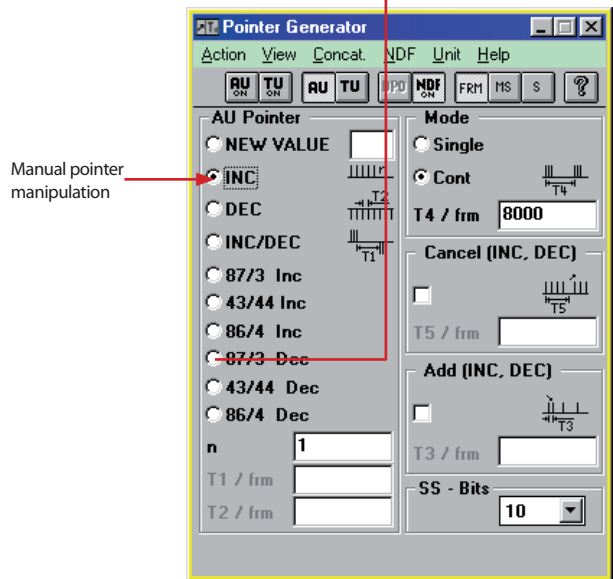 Pointer Generator
Action View Concat. NDF Unit Help
AU ON TU ON AU TU NDF ON FRM MS S ?
AU Pointer
NEW VALUE
INC
DEC
T2
INC/DEC
T1
87/3 Inc
43/44 Inc
86/4 Inc
87/3 Dec
43/44 Dec
86/4 Dec
n 1
T1 / frm
T2 / frm
Mode
Single
Cont
T4
T4 / frm 8000
Cancel (INC, DEC)
T5
T5 / frm
Add (INC, DEC)
T3
T3 / frm
SS - Bits
10
Manual pointer
manipulation